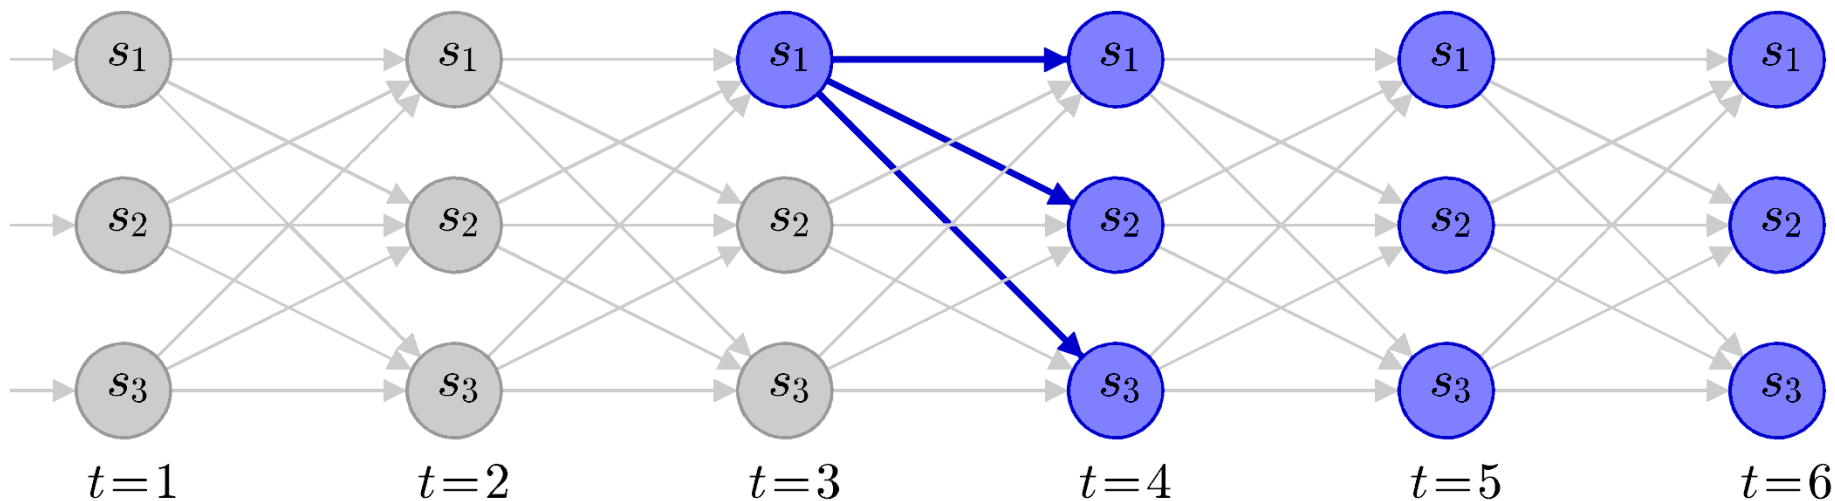 s1 s1 s1 s1 s1 s1
s2 s2 s2 s2 s2 s2
s3 s3 s3 s3 s3 s3
t=1 t=2 t=3 t=4 t=5 t=6